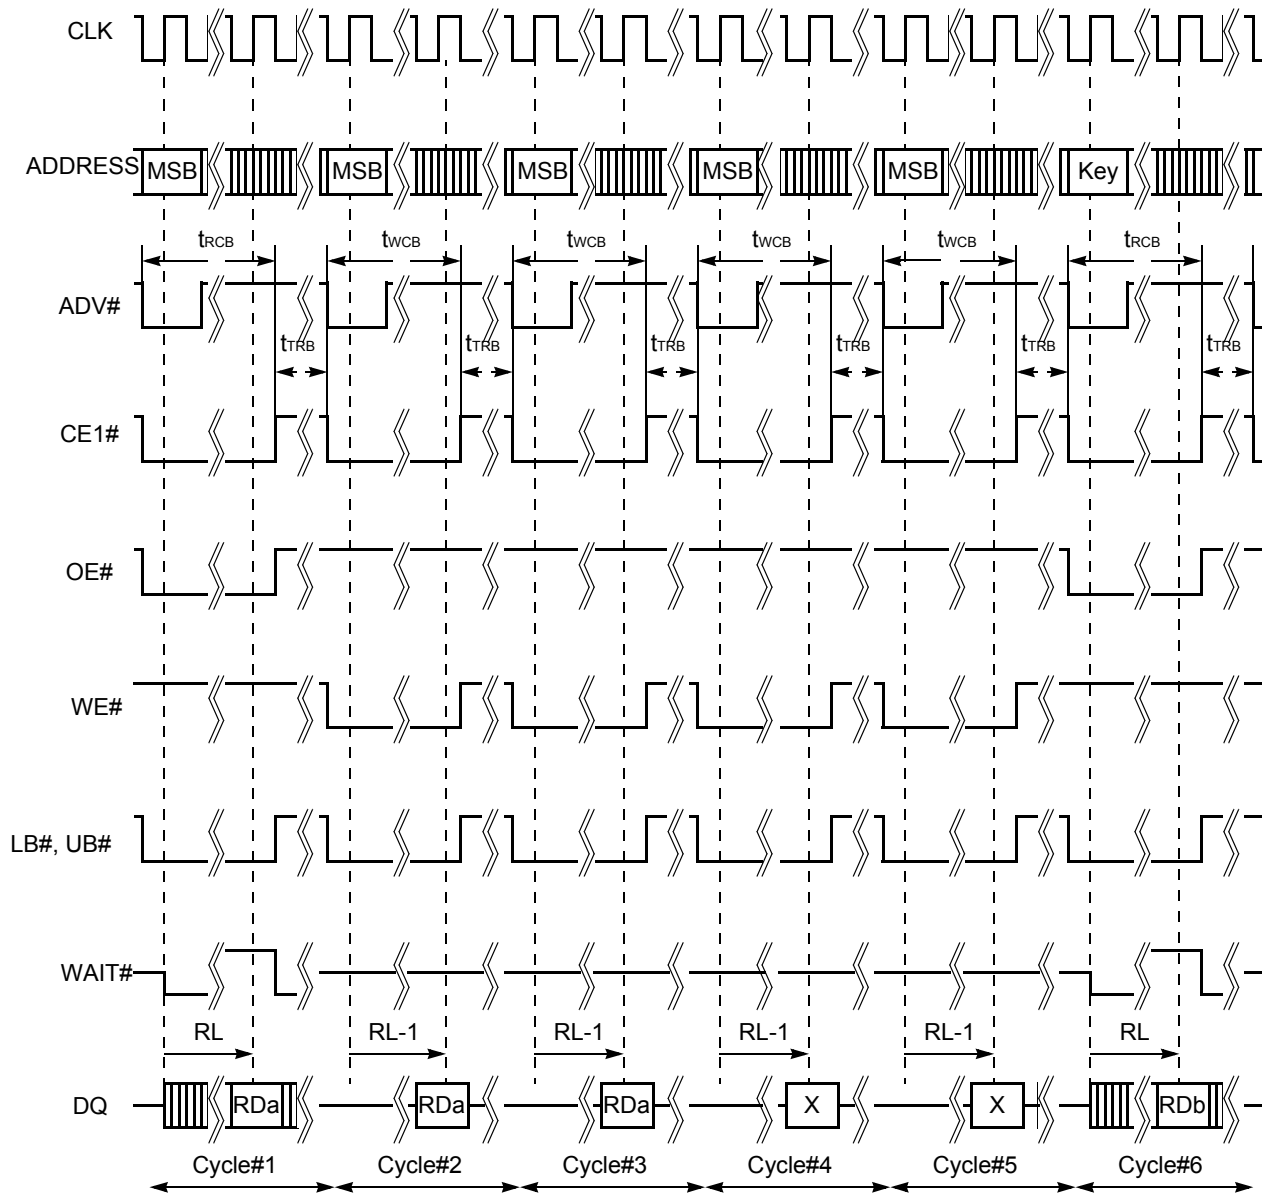 CLK
ADDRESS MSB MSB MSB MSB MSB Key
tRCB tWCB tWCB tWCB tWCB tRCB
ADV#
tTRB tTRB tTRB tTRB tTRB tTRB
CE1#
OE#
WE#
LB#, UB#
WAIT#
RL RL-1 RL-1 RL-1 RL-1 RL
DQ RDa RDa RDa X X RDb
Cycle#1 Cycle#2 Cycle#3 Cycle#4 Cycle#5 Cycle#6